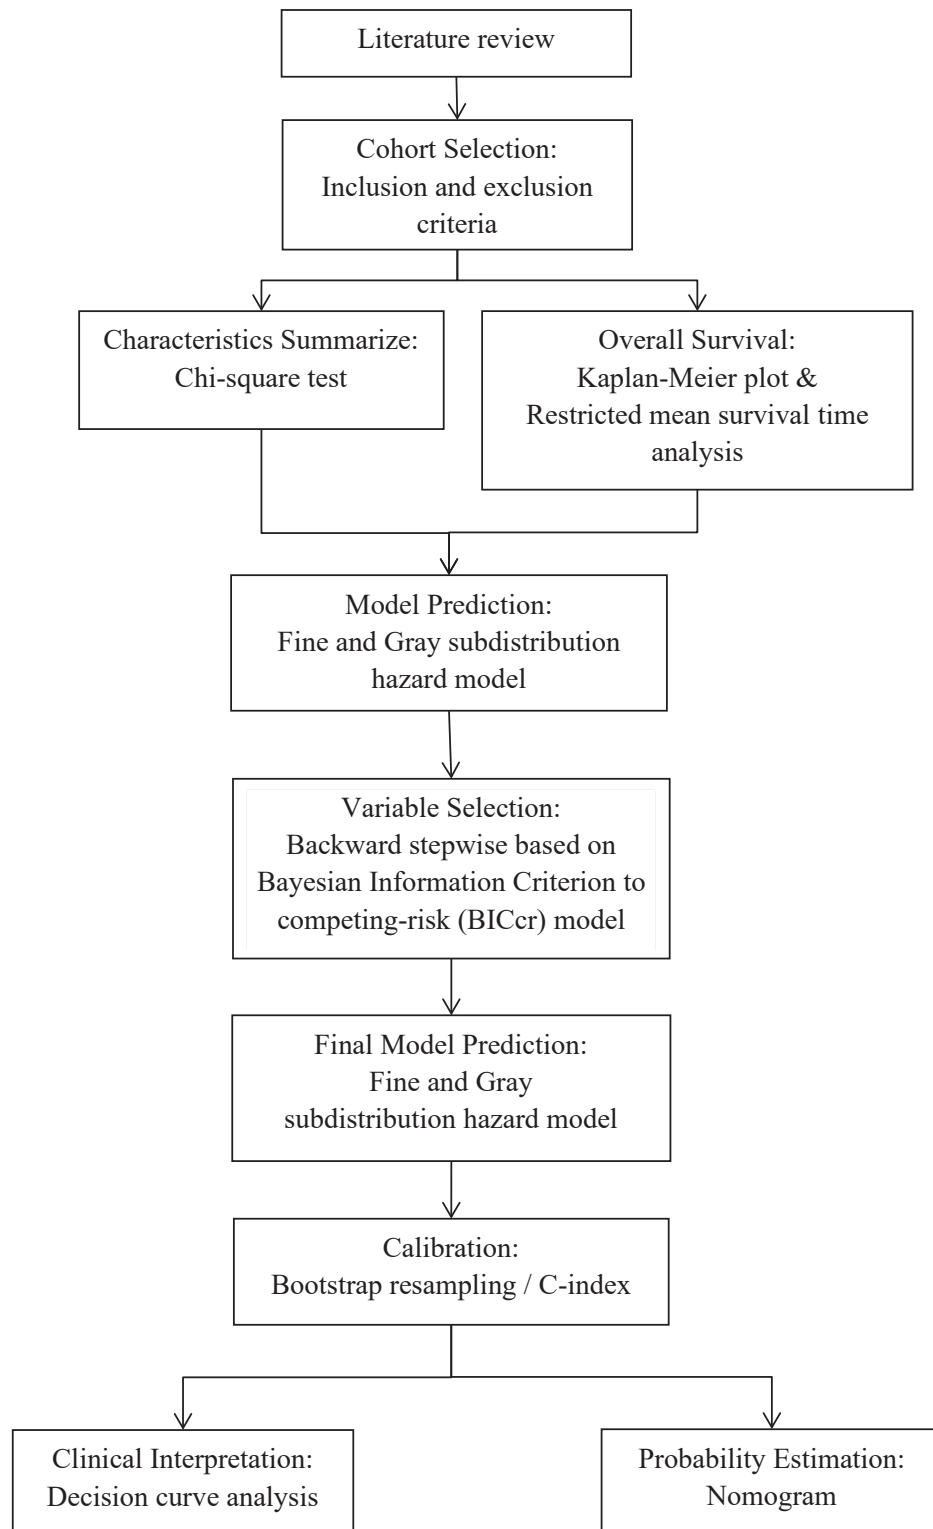 Literature review
Cohort Selection:
Inclusion and exclusion
criteria
Characteristics Summarize:
Chi-square test
Overall Survival:
Kaplan-Meier plot &
Restricted mean survival time
analysis
Model Prediction:
Fine and Gray subdistribution
hazard model
Variable Selection:
Backward stepwise based on
Bayesian Information Criterion to
competing-risk (BICcr) model
Final Model Prediction:
Fine and Gray
subdistribution hazard model
Calibration:
Bootstrap resampling / C-index
Clinical Interpretation:
Decision curve analysis
Probability Estimation:
Nomogram